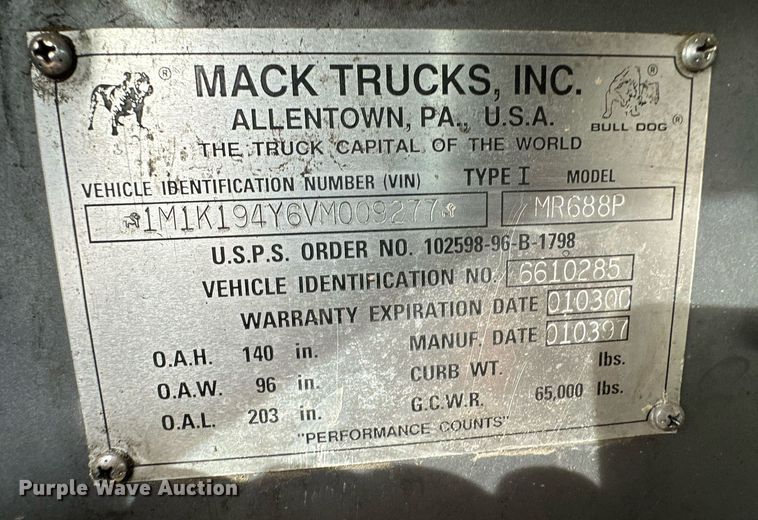 MACK TRUCKS, INC.
ALLENTOWN, PA., U.S.A.
BULL DOG®
THE TRUCK CAPITAL OF THE WORLD
VEHICLE IDENTIFICATION NUMBER (VIN) TYPE I MODEL
1M1K194Y6VM009277 MR688P
U.S.P.S. ORDER NO. 102598-96-B-1798
VEHICLE IDENTIFICATION NO. 6610285
WARRANTY EXPIRATION DATE 010300
MANUF. DATE 010397
O.A.H. 140 in.
CURB WT. lbs.
O.A.W. 96 in.
G.C.W.R. 65,000 lbs.
O.A.L. 203 in.
"PERFORMANCE COUNTS"
Purple Wave Auction